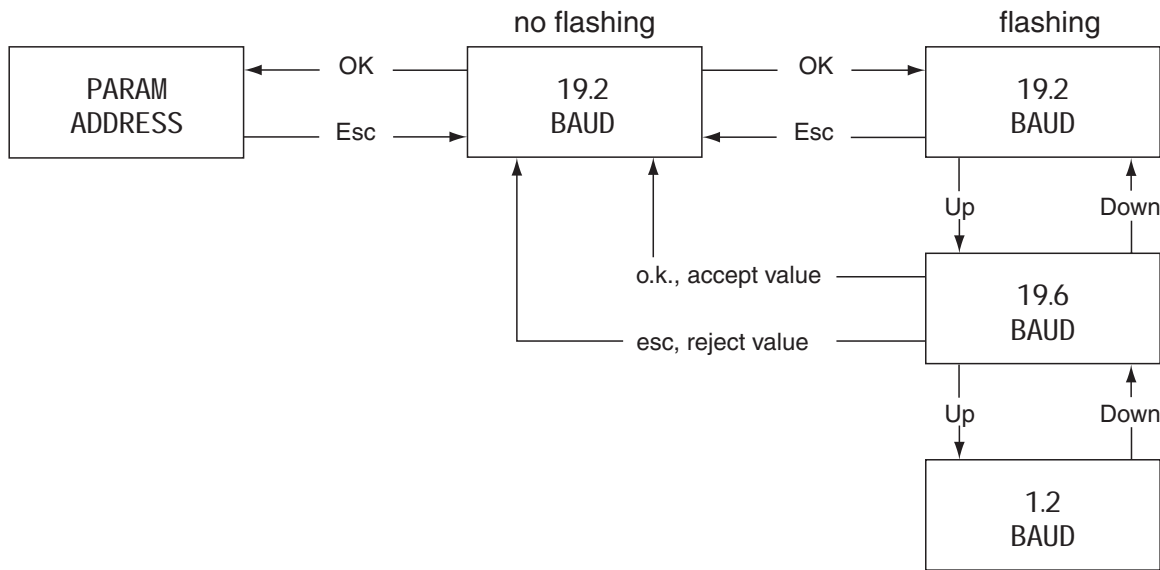 no flashing
flashing
PARAM
ADDRESS
OK
Esc
19.2
BAUD
OK
Esc
19.2
BAUD
Up
Down
o.k., accept value
esc, reject value
19.6
BAUD
Up
Down
1.2
BAUD